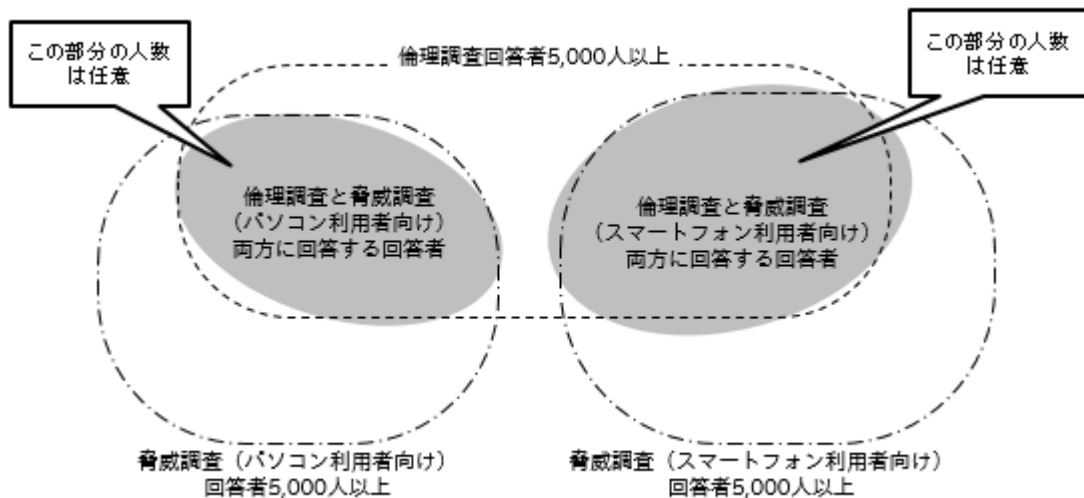 この部分の人数
は任意
倫理調査回答者5,000人以上
この部分の人数
は任意
倫理調査と脅威調査
（パソコン利用者向け）
両方に回答する回答者
倫理調査と脅威調査
（スマートフォン利用者向け）
両方に回答する回答者
脅威調査（パソコン利用者向け）
回答者5,000人以上
脅威調査（スマートフォン利用者向け）
回答者5,000人以上